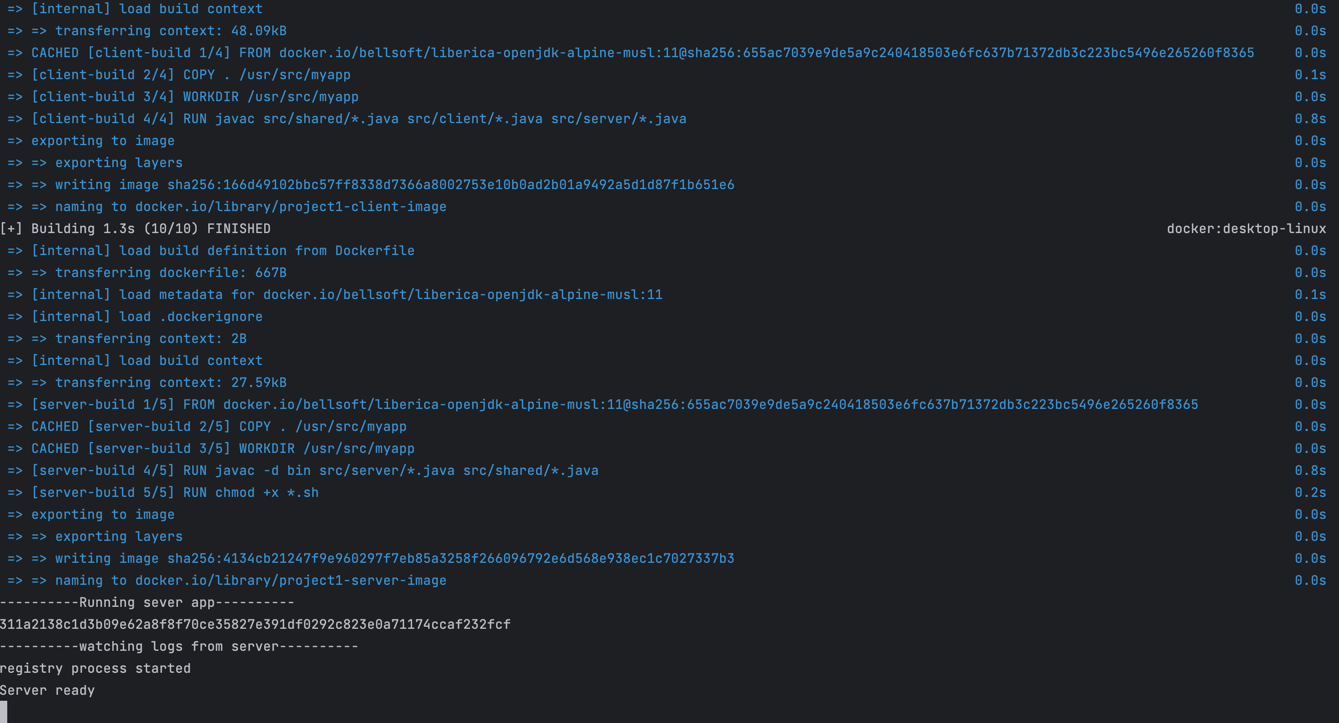 => [internal] load build context 0.0s
=> => transferring context: 48.09kB 0.0s
=> CACHED [client-build 1/4] FROM docker.io/bellsoft/liberica-openjdk-alpine-musl:11@sha256:655ac7039e9de5a9c240418503e6fc637b71372db3c223bc5496e265260f8365 0.0s
=> [client-build 2/4] COPY . /usr/src/myapp 0.1s
=> [client-build 3/4] WORKDIR /usr/src/myapp 0.0s
=> [client-build 4/4] RUN javac src/shared/*.java src/client/*.java src/server/*.java 0.8s
=> exporting to image 0.0s
=> => exporting layers 0.0s
=> => writing image sha256:166d49102bbc57ff8338d7366a8002753e10b0ad2b01a9492a5d1d87f1b651e6 0.0s
=> => naming to docker.io/library/project1-client-image 0.0s
[+] Building 1.3s (10/10) FINISHED docker:desktop-linux
=> [internal] load build definition from Dockerfile 0.0s
=> => transferring dockerfile: 667B 0.0s
=> [internal] load metadata for docker.io/bellsoft/liberica-openjdk-alpine-musl:11 0.1s
=> [internal] load .dockerignore 0.0s
=> => transferring context: 2B 0.0s
=> [internal] load build context 0.0s
=> => transferring context: 27.59kB 0.0s
=> [server-build 1/5] FROM docker.io/bellsoft/liberica-openjdk-alpine-musl:11@sha256:655ac7039e9de5a9c240418503e6fc637b71372db3c223bc5496e265260f8365 0.0s
=> CACHED [server-build 2/5] COPY . /usr/src/myapp 0.0s
=> CACHED [server-build 3/5] WORKDIR /usr/src/myapp 0.0s
=> [server-build 4/5] RUN javac -d bin src/server/*.java src/shared/*.java 0.8s
=> [server-build 5/5] RUN chmod +x *.sh 0.2s
=> exporting to image 0.0s
=> => exporting layers 0.0s
=> => writing image sha256:4134cb21247f9e960297f7eb85a3258f266096792e6d568e938ec1c7027337b3 0.0s
=> => naming to docker.io/library/project1-server-image 0.0s
----------Running sever app----------
311a2138c1d3b09e62a8f8f70ce35827e391df0292c823e0a71174ccaf232fcf
----------watching logs from server----------
registry process started
Server ready